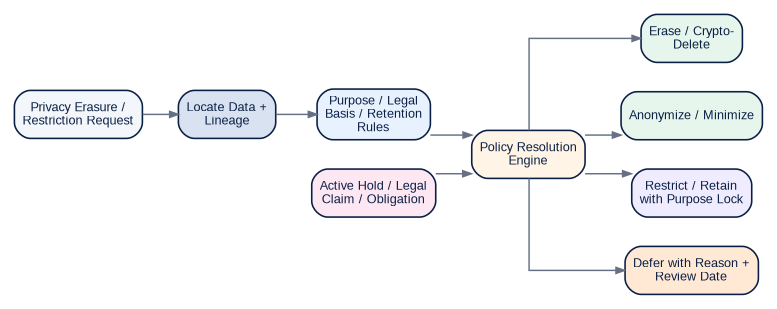 Privacy Erasure /
Restriction Request
Locate Data +
Lineage
Purpose / Legal
Basis / Retention
Rules
Active Hold / Legal
Claim / Obligation
Policy Resolution
Engine
Erase / Crypto-
Delete
Anonymize / Minimize
Restrict / Retain
with Purpose Lock
Defer with Reason +
Review Date